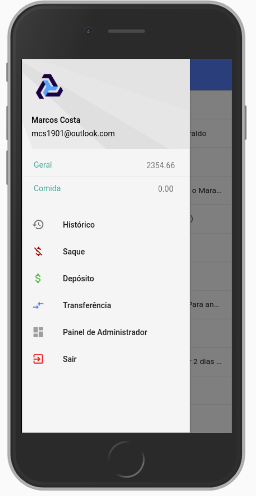 Marcos Costa
mcs1901@outlook.com
Geral 2354.66
Comida 0.00
Histórico
Saque
Depósito
Transferência
Painel de Administrador
Sair
aldo
o Mara...
)
Para an...
2 dias ...